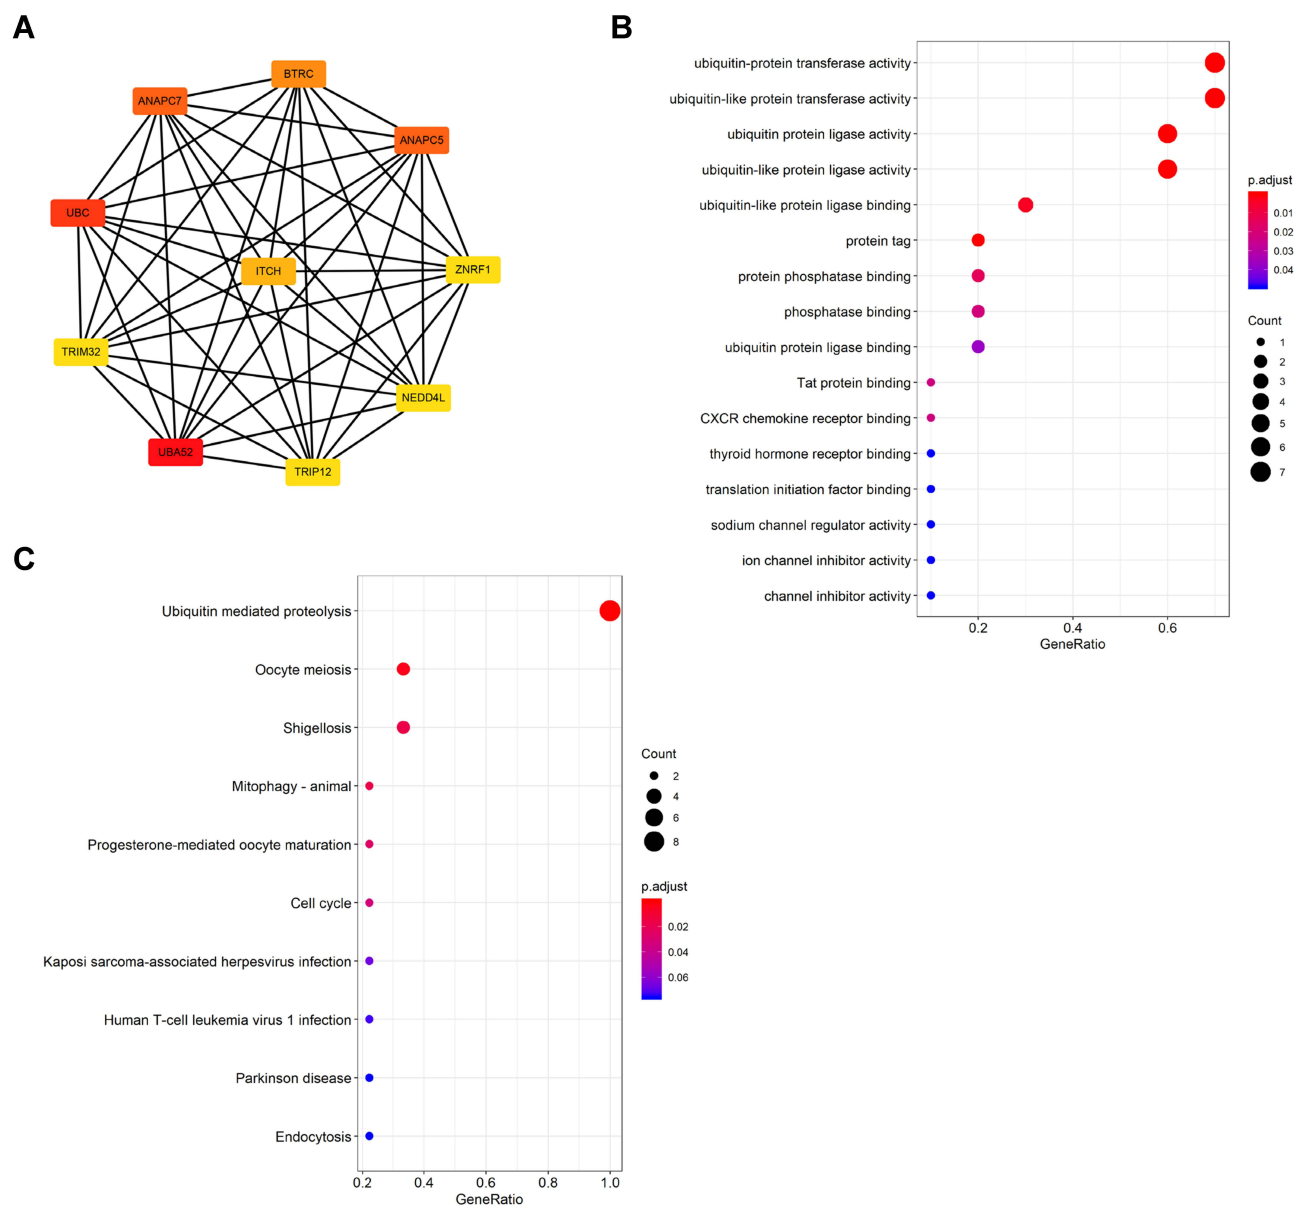 A
BTRC
ANAPC7
ANAPC5
UBC
ITCH
ZNRF1
TRIM32
NEDD4L
UBA52
TRIP12
B
ubiquitin-protein transferase activity
ubiquitin-like protein transferase activity
ubiquitin protein ligase activity
ubiquitin-like protein ligase activity
ubiquitin-like protein ligase binding
protein tag
protein phosphatase binding
phosphatase binding
ubiquitin protein ligase binding
Tat protein binding
CXCR chemokine receptor binding
thyroid hormone receptor binding
translation initiation factor binding
sodium channel regulator activity
ion channel inhibitor activity
channel inhibitor activity
0.2 0.4 0.6
GeneRatio
p.adjust
0.01
0.02
0.03
0.04
Count
1
2
3
4
5
6
7
C
Ubiquitin mediated proteolysis
Oocyte meiosis
Shigellosis
Mitophagy - animal
Progesterone-mediated oocyte maturation
Cell cycle
Kaposi sarcoma-associated herpesvirus infection
Human T-cell leukemia virus 1 infection
Parkinson disease
Endocytosis
0.2 0.4 0.6 0.8 1.0
GeneRatio
Count
2
4
6
8
p.adjust
0.02
0.04
0.06